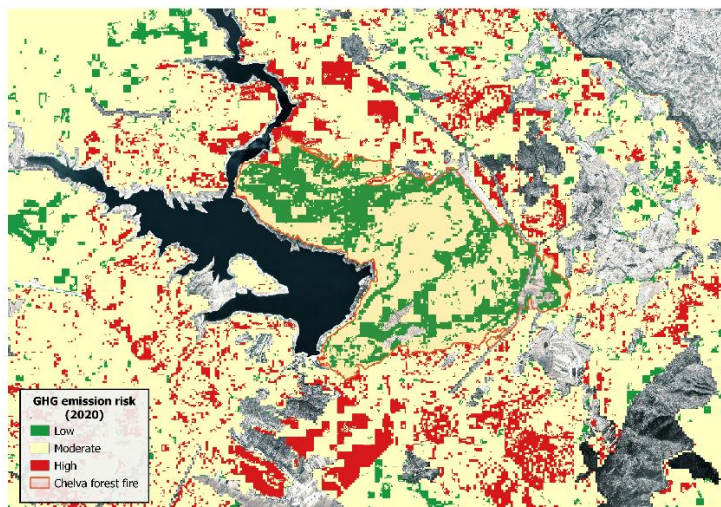 GHG emission risk
(2020)
Low
Moderate
High
Chelva forest fire